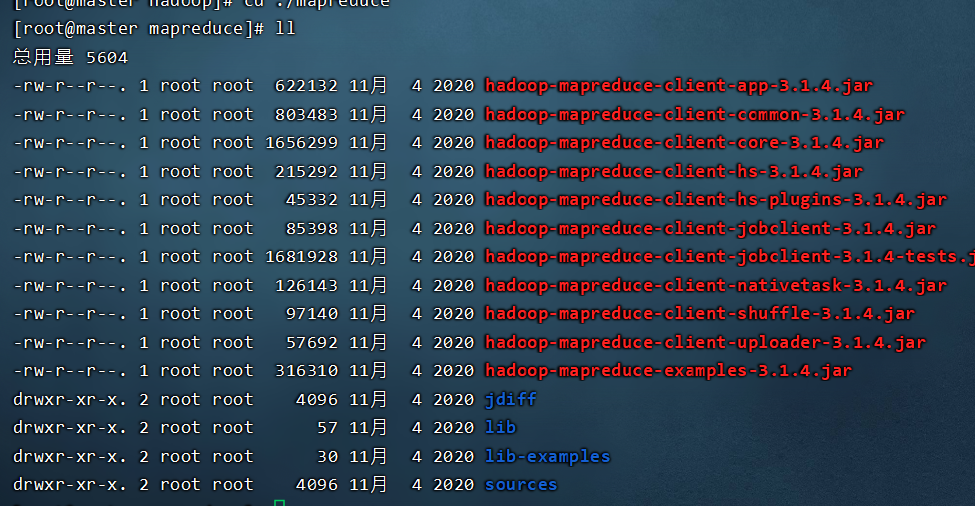 [root@master hadoop]# cd ./mapreduce
[root@master mapreduce]# ll
总用量 5604
-rw-r--r--. 1 root root  622132 11月  4 2020 hadoop-mapreduce-client-app-3.1.4.jar
-rw-r--r--. 1 root root  803483 11月  4 2020 hadoop-mapreduce-client-common-3.1.4.jar
-rw-r--r--. 1 root root 1656299 11月  4 2020 hadoop-mapreduce-client-core-3.1.4.jar
-rw-r--r--. 1 root root  215292 11月  4 2020 hadoop-mapreduce-client-hs-3.1.4.jar
-rw-r--r--. 1 root root   45332 11月  4 2020 hadoop-mapreduce-client-hs-plugins-3.1.4.jar
-rw-r--r--. 1 root root   85398 11月  4 2020 hadoop-mapreduce-client-jobclient-3.1.4.jar
-rw-r--r--. 1 root root 1681928 11月  4 2020 hadoop-mapreduce-client-jobclient-3.1.4-tests.j
-rw-r--r--. 1 root root  126143 11月  4 2020 hadoop-mapreduce-client-nativetask-3.1.4.jar
-rw-r--r--. 1 root root   97140 11月  4 2020 hadoop-mapreduce-client-shuffle-3.1.4.jar
-rw-r--r--. 1 root root   57692 11月  4 2020 hadoop-mapreduce-client-uploader-3.1.4.jar
-rw-r--r--. 1 root root  316310 11月  4 2020 hadoop-mapreduce-examples-3.1.4.jar
drwxr-xr-x. 2 root root    4096 11月  4 2020 jdiff
drwxr-xr-x. 2 root root      57 11月  4 2020 lib
drwxr-xr-x. 2 root root      30 11月  4 2020 lib-examples
drwxr-xr-x. 2 root root    4096 11月  4 2020 sources